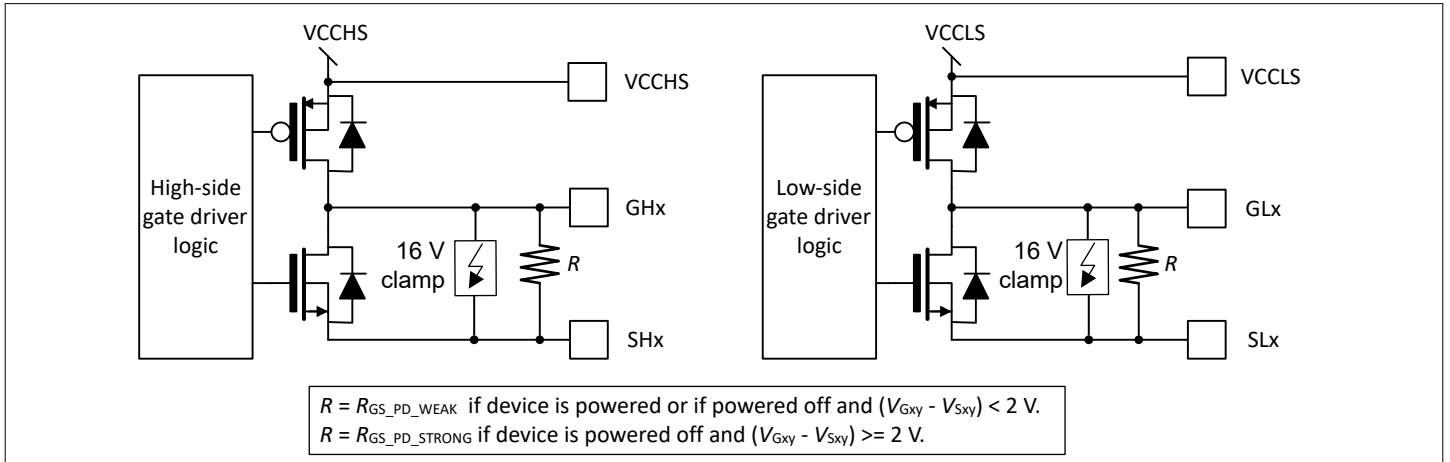 VCCHS
VCCHS
High-side
gate driver
logic
GHx
16 V
clamp
R
SHx
VCCLS
VCCLS
Low-side
gate driver
logic
GLx
16 V
clamp
R
SLx
R = RGS_PD_WEAK if device is powered or if powered off and (VGxy - VSxy) < 2 V.
R = RGS_PD_STRONG if device is powered off and (VGxy - VSxy) >= 2 V.